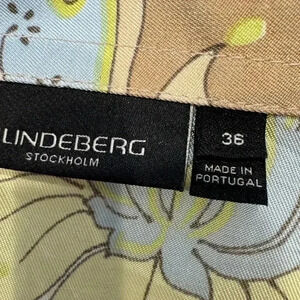 LINDEBERG
STOCKHOLM
36
MADE IN
PORTUGAL